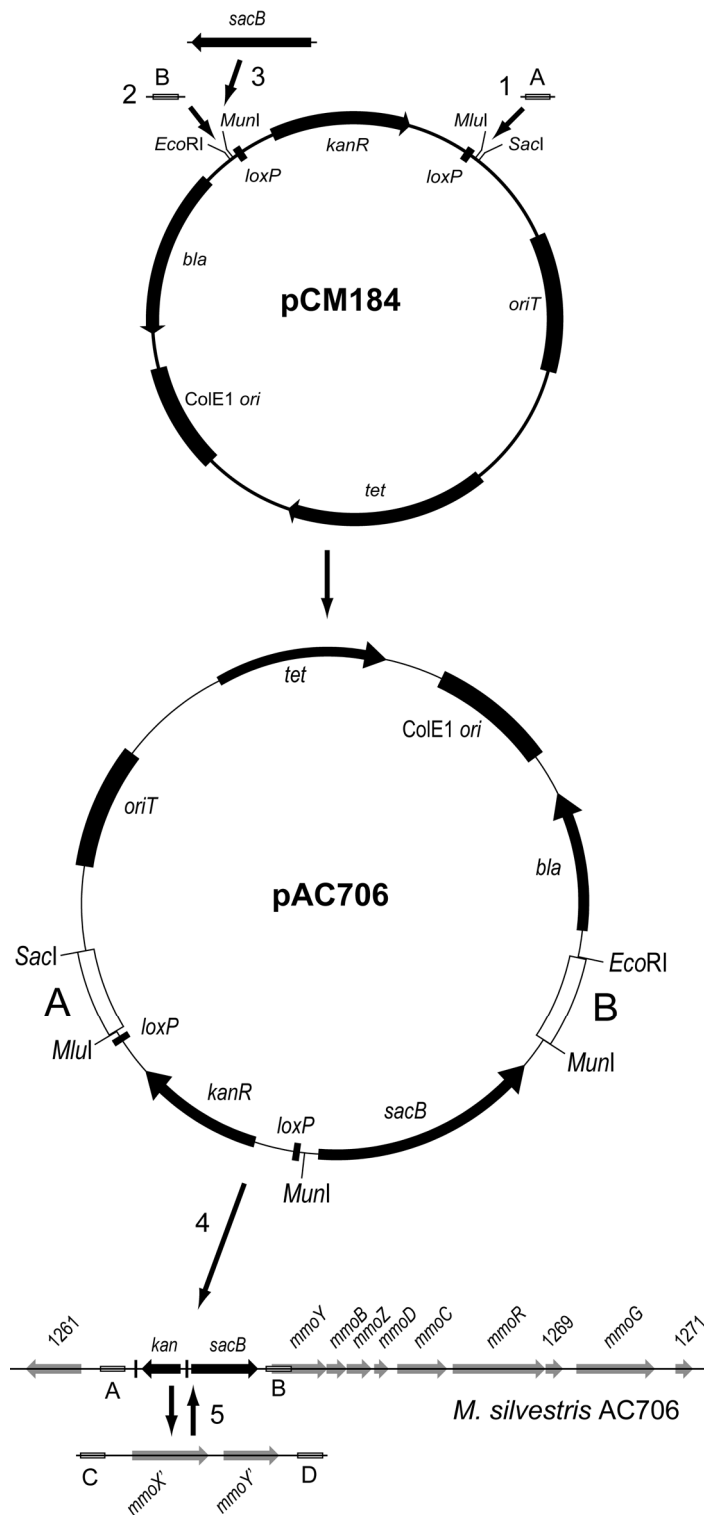 sacB
3
B
2
1
A
MunI
MluI
EcoRI
SacI
kanR
loxP
loxP
bla
pCM184
oriT
ColE1 ori
tet
tet
ColE1 ori
oriT
bla
pAC706
SacI
EcoRI
A
B
loxP
MluI
MunI
kanR
sacB
loxP
MunI
4
1261
kan
sacB
mmoY
mmoB
mmoZ
mmoD
mmoC
mmoR
1269
mmoG
1271
A
B
5
M. silvestris AC706
C
D
mmoX'
mmoY'